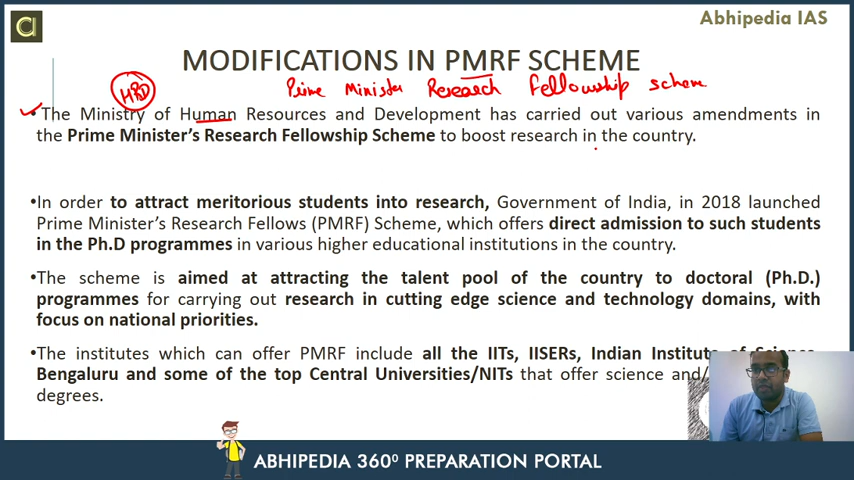 Abhipedia IAS
MODIFICATIONS IN PMRF SCHEME
HRD
Prime Minister Research Fellowship scheme
• The Ministry of Human Resources and Development has carried out various amendments in
the Prime Minister's Research Fellowship Scheme to boost research in the country.
•In order to attract meritorious students into research, Government of India, in 2018 launched
Prime Minister's Research Fellows (PMRF) Scheme, which offers direct admission to such students
in the Ph.D programmes in various higher educational institutions in the country.
•The scheme is aimed at attracting the talent pool of the country to doctoral (Ph.D.)
programmes for carrying out research in cutting edge science and technology domains, with
focus on national priorities.
•The institutes which can offer PMRF include all the IITs, IISERs, Indian Institute of Science,
Bengaluru and some of the top Central Universities/NITs that offer science and/
degrees.
ABHIPEDIA 360⁰ PREPARATION PORTAL